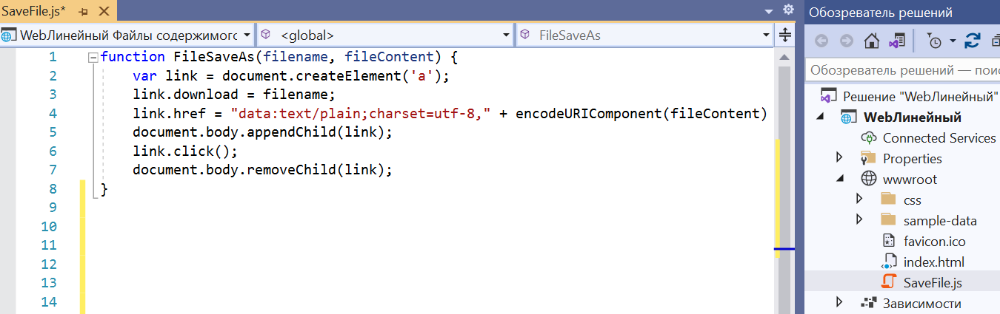 SaveFile.js*
WebЛинейный Файлы содержимого
<global>
FileSaveAs
1 function FileSaveAs(filename, fileContent) {
2 var link = document.createElement('a');
3 link.download = filename;
4 link.href = "data:text/plain;charset=utf-8," + encodeURIComponent(fileContent)
5 document.body.appendChild(link);
6 link.click();
7 document.body.removeChild(link);
8 }
9
10
11
12
13
14
Обозреватель решений
Обозреватель решений — пои
Решение "WebЛинейный"
WebЛинейный
Connected Services
Properties
wwwroot
css
sample-data
favicon.ico
index.html
SaveFile.js
Зависимости